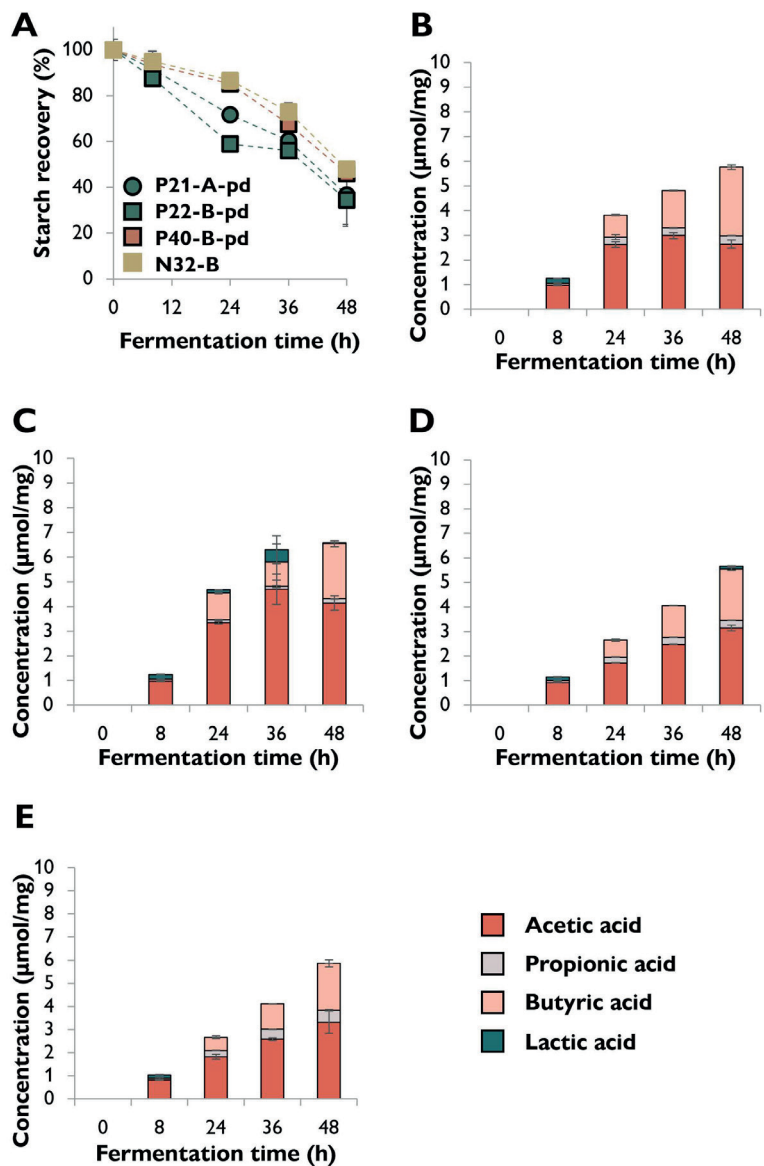 A
Starch recovery (%)
100
80
60
40
20
0
P21-A-pd
P22-B-pd
P40-B-pd
N32-B
0 12 24 36 48
Fermentation time (h)
B
Concentration (µmol/mg)
10
9
8
7
6
5
4
3
2
1
0
0 8 24 36 48
Fermentation time (h)
C
Concentration (µmol/mg)
10
9
8
7
6
5
4
3
2
1
0
0 8 24 36 48
Fermentation time (h)
D
Concentration (µmol/mg)
10
9
8
7
6
5
4
3
2
1
0
0 8 24 36 48
Fermentation time (h)
E
Concentration (µmol/mg)
10
9
8
7
6
5
4
3
2
1
0
0 8 24 36 48
Fermentation time (h)
Acetic acid
Propionic acid
Butyric acid
Lactic acid